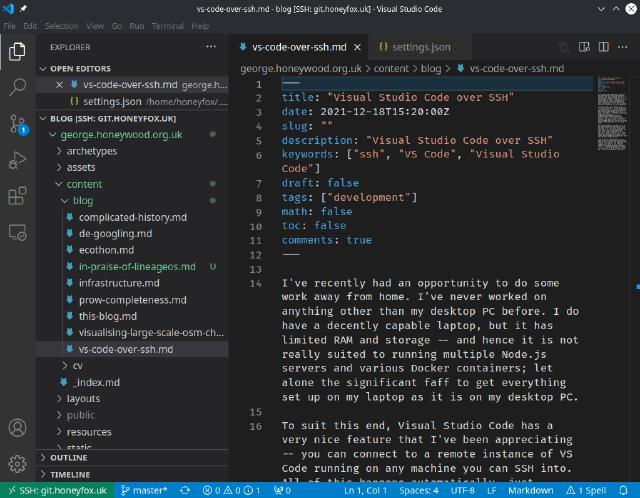 vs-code-over-ssh.md - blog [SSH: git.honeyfox.uk] - Visual Studio Code
File Edit Selection View Go Run Terminal Help
EXPLORER
OPEN EDITORS
vs-code-over-ssh.md george.h...
{} settings.json /home/honeyfox/...
BLOG [SSH: GIT.HONEYFOX.UK]
george.honeywood.org.uk
archetypes
assets
content
blog
complicated-history.md
de-googling.md
ecothon.md
in-praise-of-lineageos.md U
infrastructure.md
prow-completeness.md
this-blog.md
visualising-large-scale-osm-ch...
vs-code-over-ssh.md
cv
_index.md
layouts
public
resources
static
OUTLINE
TIMELINE
1
vs-code-over-ssh.md
{} settings.json
george.honeywood.org.uk > content > blog > vs-code-over-ssh.md
1 ---
2 title: "Visual Studio Code over SSH"
3 date: 2021-12-18T15:20:00Z
4 slug: ""
5 description: "Visual Studio Code over SSH"
6 keywords: ["ssh", "VS Code", "Visual Studio
Code"]
7 draft: false
8 tags: ["development"]
9 math: false
10 toc: false
11 comments: true
12 ---
13
14 I've recently had an opportunity to do some
work away from home. I've never worked on
anything other than my desktop PC before. I do
have a decently capable laptop, but it has
limited RAM and storage -- and hence it is not
really suited to running multiple Node.js
servers and various Docker containers; let
alone the significant faff to get everything
set up on my laptop as it is on my desktop PC.
15
16 To suit this end, Visual Studio Code has a
very nice feature that I've been appreciating
-- you can connect to a remote instance of VS
Code running on any machine you can SSH into.
All of this happens automatically, just
SSH: git.honeyfox.uk master* 0 0 1 0 Ln 1, Col 1 Spaces: 4 UTF-8 LF Markdown 1 Spell